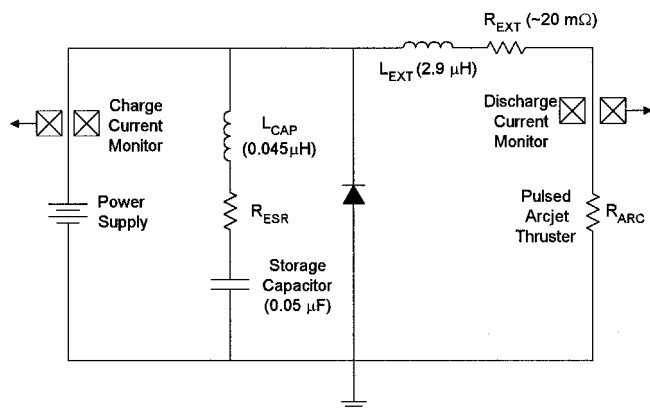 R_EXT (~20 mΩ)
L_EXT (2.9 μH)
Charge
Current
Monitor
L_CAP
(0.045μH)
Discharge
Current
Monitor
Power
Supply
R_ESR
Pulsed
Arcjet
Thruster
R_ARC
Storage
Capacitor
(0.05 μF)